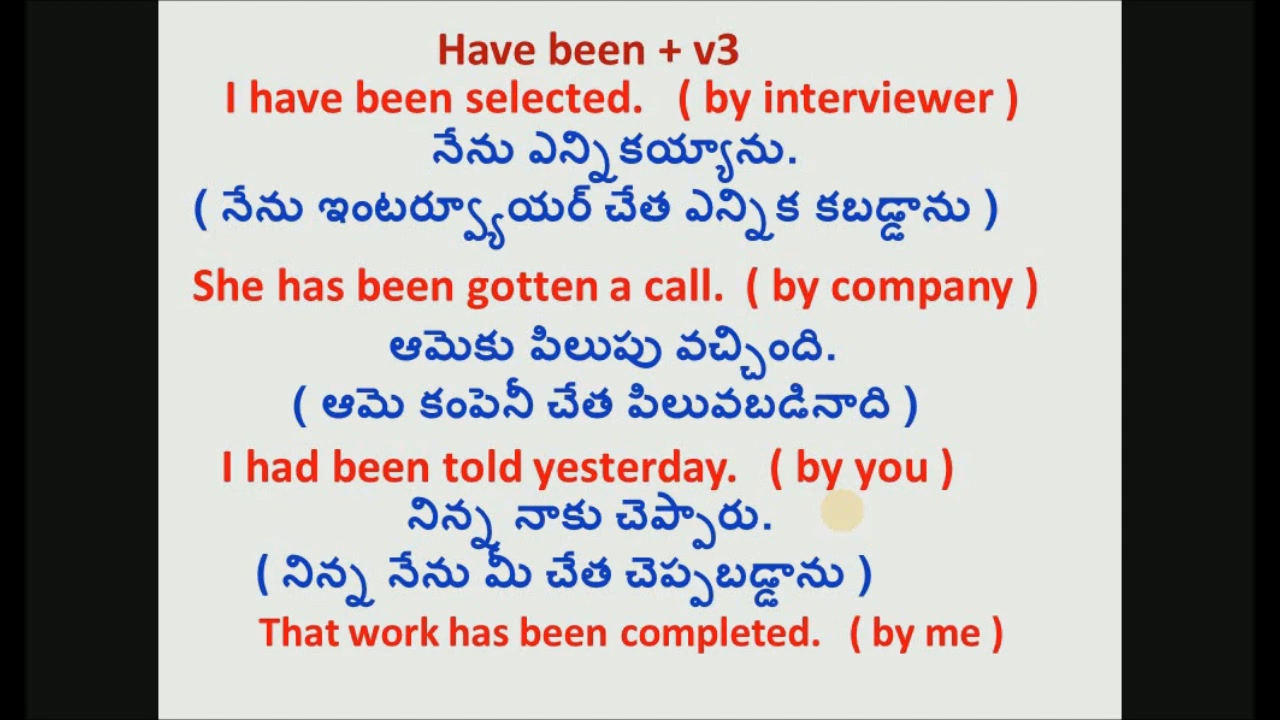 Have been + v3
I have been selected. ( by interviewer )
నేను ఎన్నికయ్యాను.
( నేను ఇంటర్వ్యూయర్ చేత ఎన్నిక కబడ్డాను )
She has been gotten a call. ( by company )
ఆమెకు పిలుపు వచ్చింది.
( ఆమె కంపెనీ చేత పిలువబడినాది )
I had been told yesterday. ( by you )
నిన్న నాకు చెప్పారు.
( నిన్న నేను మీ చేత చెప్పబడ్డాను )
That work has been completed. ( by me )